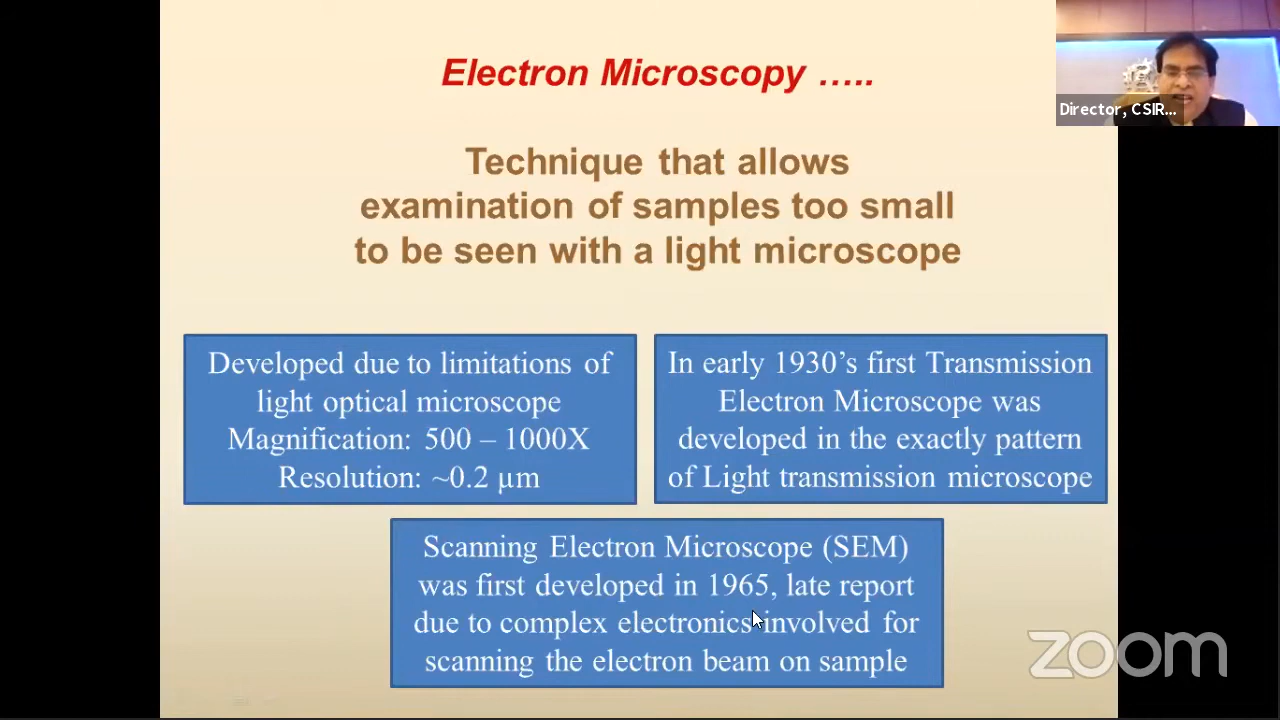 Electron Microscopy …..
Director, CSIR...
Technique that allows
examination of samples too small
to be seen with a light microscope
Developed due to limitations of
light optical microscope
Magnification: 500 – 1000X
Resolution: ~0.2 µm
In early 1930’s first Transmission
Electron Microscope was
developed in the exactly pattern
of Light transmission microscope
Scanning Electron Microscope (SEM)
was first developed in 1965, late report
due to complex electronics involved for
scanning the electron beam on sample
zoom